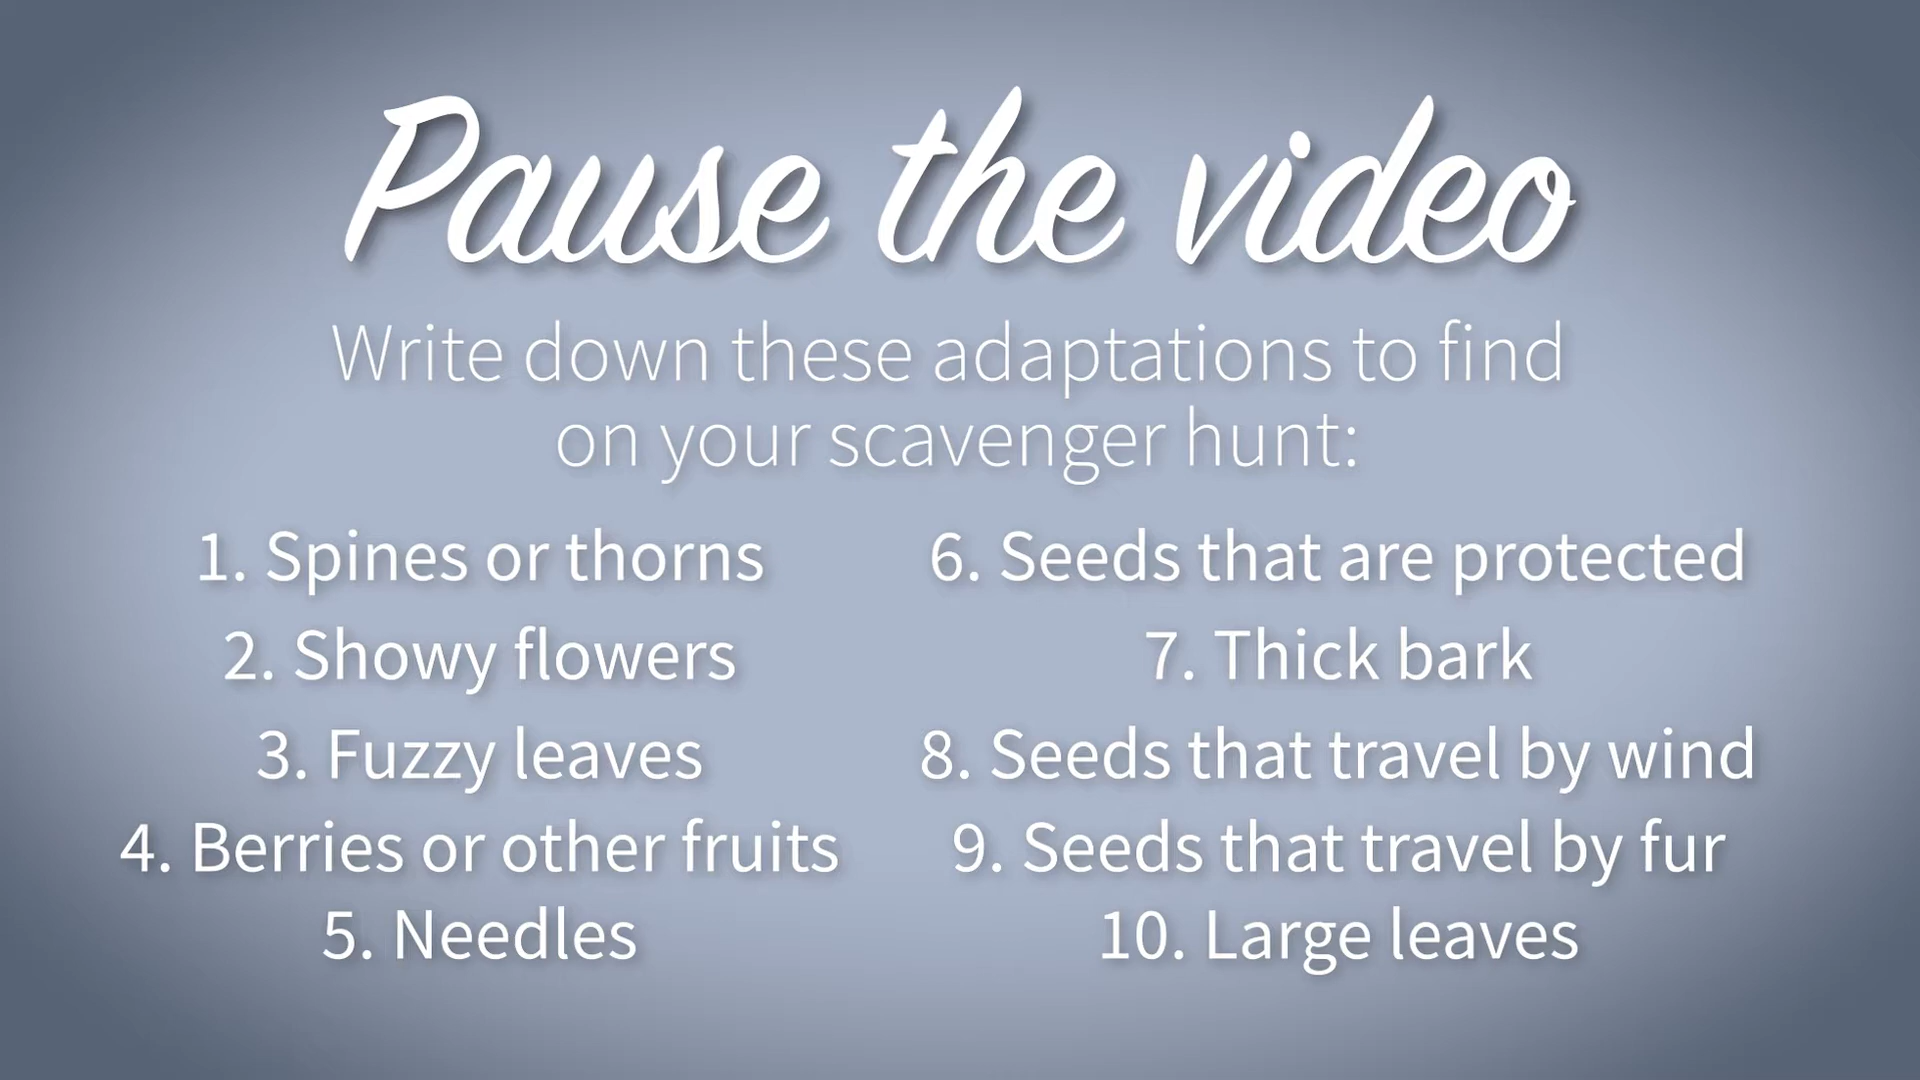 Pause the video
Write down these adaptations to find
on your scavenger hunt:
1. Spines or thorns
2. Showy flowers
3. Fuzzy leaves
4. Berries or other fruits
5. Needles
6. Seeds that are protected
7. Thick bark
8. Seeds that travel by wind
9. Seeds that travel by fur
10. Large leaves